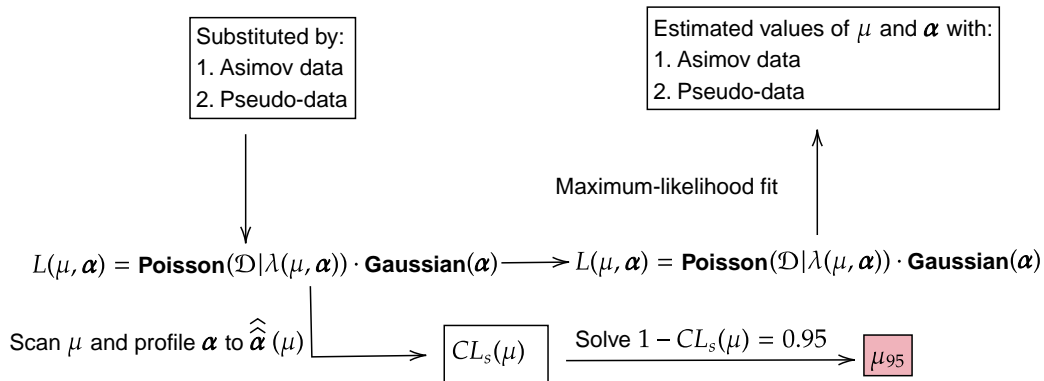 Substituted by:
1. Asimov data
2. Pseudo-data
Estimated values of μ and 𝜶 with:
1. Asimov data
2. Pseudo-data
Maximum-likelihood fit
L(μ, 𝜶) = Poisson(𝒟|λ(μ, 𝜶)) · Gaussian(𝜶)
L(μ, 𝜶) = Poisson(𝒟|λ(μ, 𝜶)) · Gaussian(𝜶)
Scan μ and profile 𝜶 to 𝜶̂̂(μ)
CLₛ(μ)
Solve 1 − CLₛ(μ) = 0.95
μ₉₅